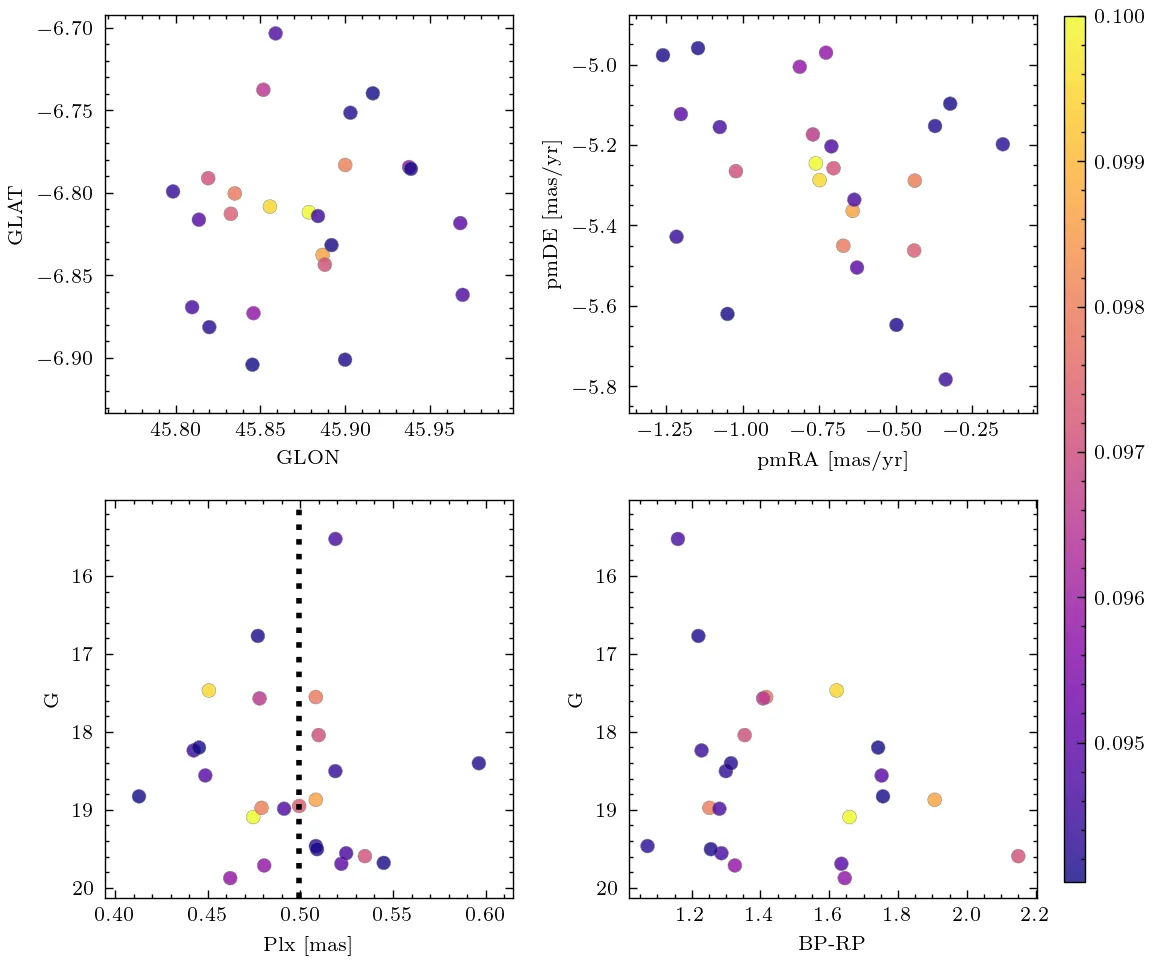 −6.70
−6.75
−6.80
−6.85
−6.90
GLAT
45.80 45.85 45.90 45.95
GLON
−5.0
−5.2
−5.4
−5.6
−5.8
pmDE [mas/yr]
−1.25 −1.00 −0.75 −0.50 −0.25
pmRA [mas/yr]
0.100
0.099
0.098
0.097
0.096
0.095
16
17
18
19
20
G
0.40 0.45 0.50 0.55 0.60
Plx [mas]
16
17
18
19
20
G
1.2 1.4 1.6 1.8 2.0 2.2
BP-RP